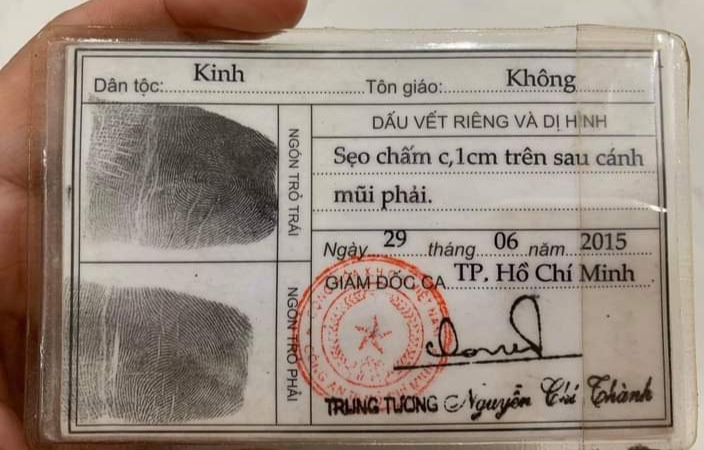 Dân tộc: Kinh Tôn giáo: Không
NGÓN TRỎ TRÁI
NGÓN TRỎ PHẢI
DẤU VẾT RIÊNG VÀ DỊ HÌNH
Sẹo chấm c,1cm trên sau cánh
mũi phải.
Ngày 29 tháng 06 năm 2015
GIÁM ĐỐC CA TP. Hồ Chí Minh
TRUNG TƯỚNG Nguyễn Chí Thành